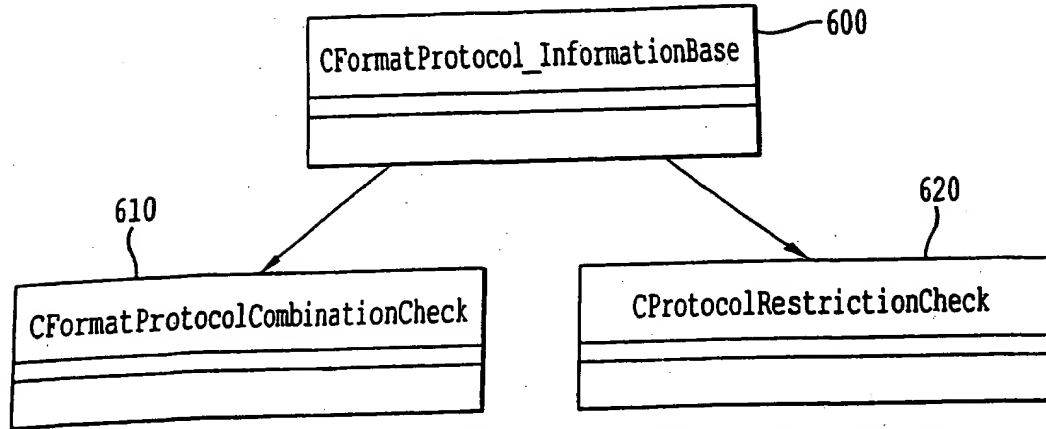 600
CFormatProtocol_InformationBase
610
620
CFormatProtocolCombinationCheck
CProtocolRestrictionCheck